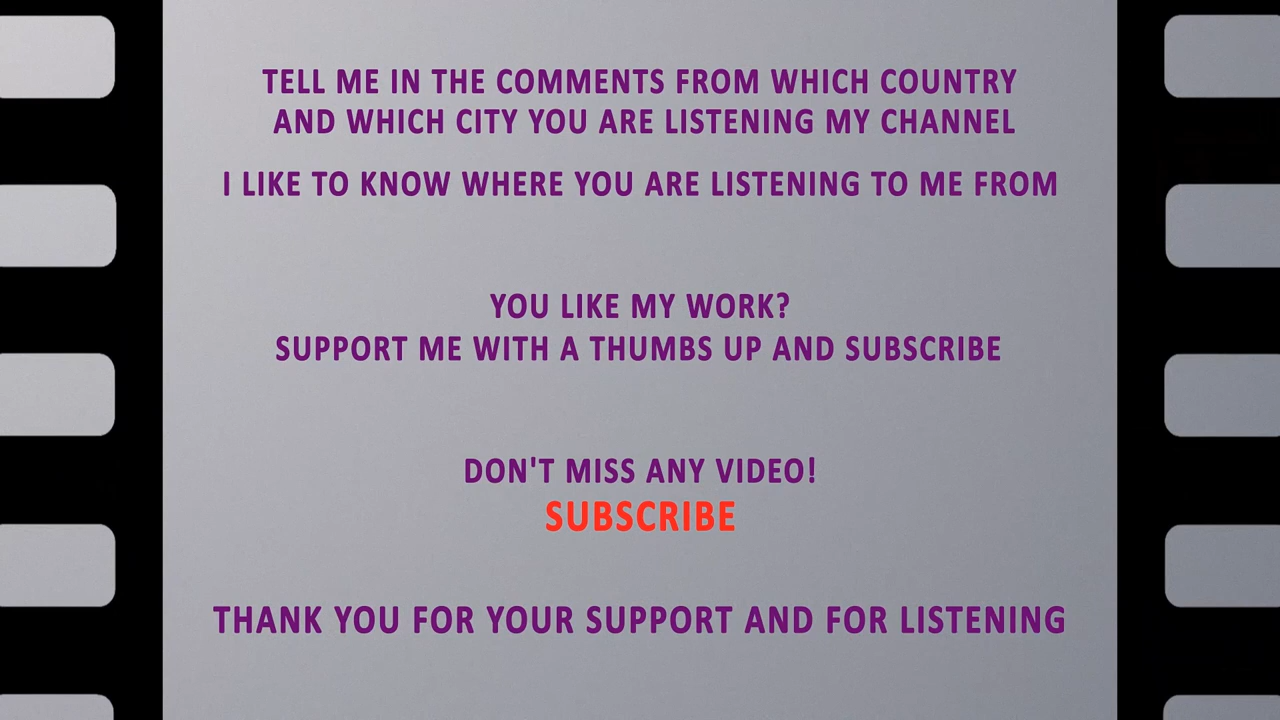 TELL ME IN THE COMMENTS FROM WHICH COUNTRY
AND WHICH CITY YOU ARE LISTENING MY CHANNEL
I LIKE TO KNOW WHERE YOU ARE LISTENING TO ME FROM
YOU LIKE MY WORK?
SUPPORT ME WITH A THUMBS UP AND SUBSCRIBE
DON'T MISS ANY VIDEO!
SUBSCRIBE
THANK YOU FOR YOUR SUPPORT AND FOR LISTENING